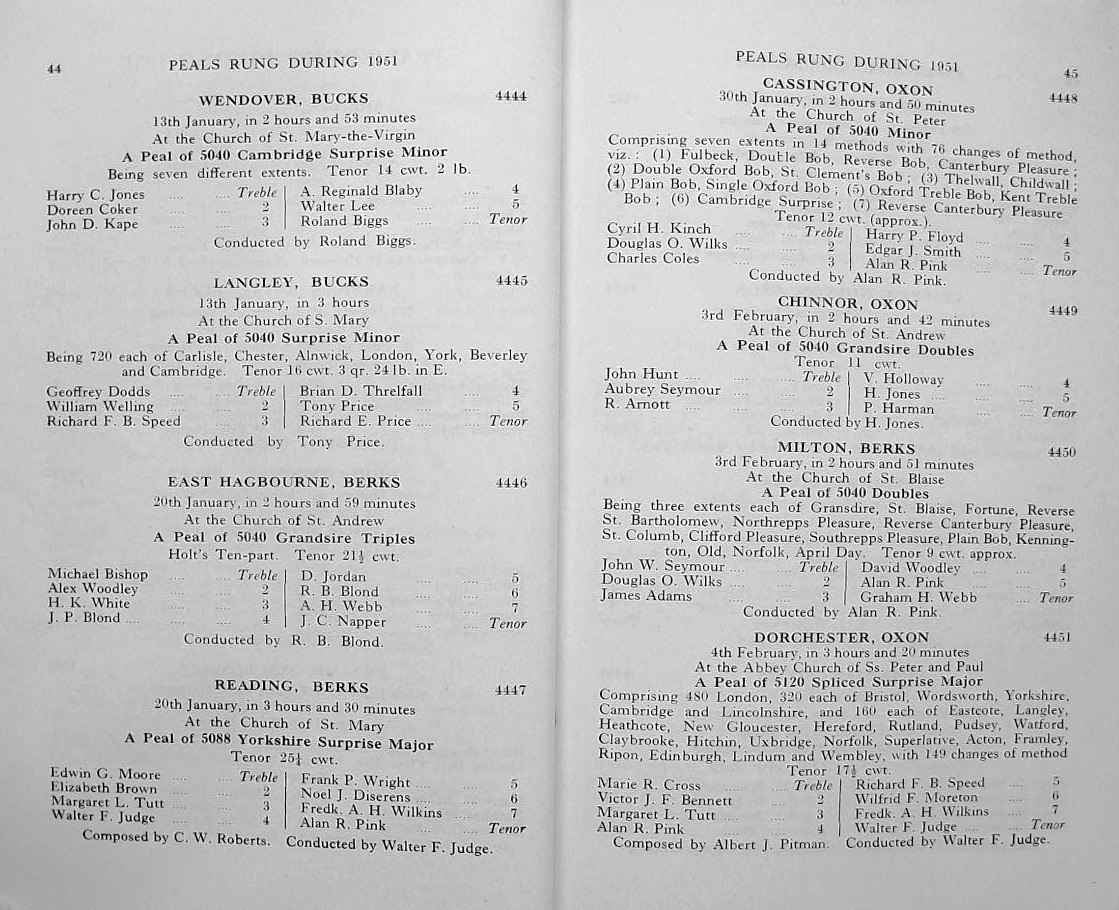 44 PEALS RUNG DURING 1951
WENDOVER, BUCKS 4444
13th January, in 2 hours and 53 minutes
At the Church of St. Mary-the-Virgin
A Peal of 5040 Cambridge Surprise Minor
Being seven different extents. Tenor 14 cwt. 2 lb.
Harry C. Jones .... .... Treble | A. Reginald Blaby .... 4
Doreen Coker .... .... 2 | Walter Lee .... .... 5
John D. Kape .... .... 3 | Roland Biggs .... .... Tenor
Conducted by Roland Biggs.
LANGLEY, BUCKS 4445
13th January, in 3 hours
At the Church of S. Mary
A Peal of 5040 Surprise Minor
Being 720 each of Carlisle, Chester, Alnwick, London, York, Beverley
and Cambridge. Tenor 16 cwt. 3 qr. 24 lb. in E.
Geoffrey Dodds .... .... Treble | Brian D. Threlfall .... 4
William Welling .... 2 | Tony Price .... .... 5
Richard F. B. Speed .... 3 | Richard E. Price .... .... Tenor
Conducted by Tony Price.
EAST HAGBOURNE, BERKS 4446
20th January, in 2 hours and 59 minutes
At the Church of St. Andrew
A Peal of 5040 Grandsire Triples
Holt's Ten-part. Tenor 21½ cwt.
Michael Bishop .... .... Treble | D. Jordan .... .... 5
Alex Woodley .... .... 2 | R. B. Blond .... .... 6
H. K. White .... .... 3 | A. H. Webb .... .... 7
J. P. Blond .... .... 4 | J. C. Napper .... .... Tenor
Conducted by R. B. Blond.
READING, BERKS 4447
20th January, in 3 hours and 30 minutes
At the Church of St. Mary
A Peal of 5088 Yorkshire Surprise Major
Tenor 25¼ cwt.
Edwin G. Moore .... .... Treble | Frank P. Wright .... .... 5
Elizabeth Brown .... 2 | Noel J. Diserens .... .... 6
Margaret L. Tutt .... 3 | Fredk. A. H. Wilkins .... 7
Walter F. Judge .... 4 | Alan R. Pink .... .... Tenor
Composed by C. W. Roberts. Conducted by Walter F. Judge.
PEALS RUNG DURING 1951 45
CASSINGTON, OXON 4448
30th January, in 2 hours and 50 minutes
At the Church of St. Peter
A Peal of 5040 Minor
Comprising seven extents in 14 methods with 76 changes of method,
viz. : (1) Fulbeck, Double Bob, Reverse Bob, Canterbury Pleasure ;
(2) Double Oxford Bob, St. Clement's Bob ; (3) Thelwall, Childwall ;
(4) Plain Bob, Single Oxford Bob ; (5) Oxford Treble Bob, Kent Treble
Bob ; (6) Cambridge Surprise ; (7) Reverse Canterbury Pleasure
Tenor 12 cwt. (approx.).
Cyril H. Kinch .... .... Treble | Harry P. Floyd .... 4
Douglas O. Wilks .... 2 | Edgar J. Smith .... 5
Charles Coles .... 3 | Alan R. Pink .... .... Tenor
Conducted by Alan R. Pink.
CHINNOR, OXON 4449
3rd February, in 2 hours and 42 minutes
At the Church of St. Andrew
A Peal of 5040 Grandsire Doubles
Tenor 11 cwt.
John Hunt .... .... Treble | V. Holloway .... 4
Aubrey Seymour .... 2 | H. Jones .... .... 5
R. Arnott .... .... 3 | P. Harman .... .... Tenor
Conducted by H. Jones.
MILTON, BERKS 4450
3rd February, in 2 hours and 51 minutes
At the Church of St. Blaise
A Peal of 5040 Doubles
Being three extents each of Gransdire, St. Blaise, Fortune, Reverse
St. Bartholomew, Northrepps Pleasure, Reverse Canterbury Pleasure,
St. Columb, Clifford Pleasure, Southrepps Pleasure, Plain Bob, Kenning-
ton, Old, Norfolk, April Day. Tenor 9 cwt. approx.
John W. Seymour .... .... Treble | David Woodley .... 4
Douglas O. Wilks .... 2 | Alan R. Pink .... .... 5
James Adams .... 3 | Graham H. Webb .... Tenor
Conducted by Alan R. Pink.
DORCHESTER, OXON 4451
4th February, in 3 hours and 20 minutes
At the Abbey Church of Ss. Peter and Paul
A Peal of 5120 Spliced Surprise Major
Comprising 480 London, 320 each of Bristol, Wordsworth, Yorkshire,
Cambridge and Lincolnshire, and 160 each of Eastcote, Langley,
Heathcote, New Gloucester, Hereford, Rutland, Pudsey, Watford,
Claybrooke, Hitchin, Uxbridge, Norfolk, Superlative, Acton, Framley,
Ripon, Edinburgh, Lindum and Wembley, with 149 changes of method
Tenor 17½ cwt.
Marie R. Cross .... Treble | Richard F. B. Speed .... 5
Victor J. F. Bennett 2 | Wilfrid F. Moreton .... 6
Margaret L. Tutt .... 3 | Fredk. A. H. Wilkins .... 7
Alan R. Pink .... 4 | Walter F. Judge .... .... Tenor
Composed by Albert J. Pitman. Conducted by Walter F. Judge.